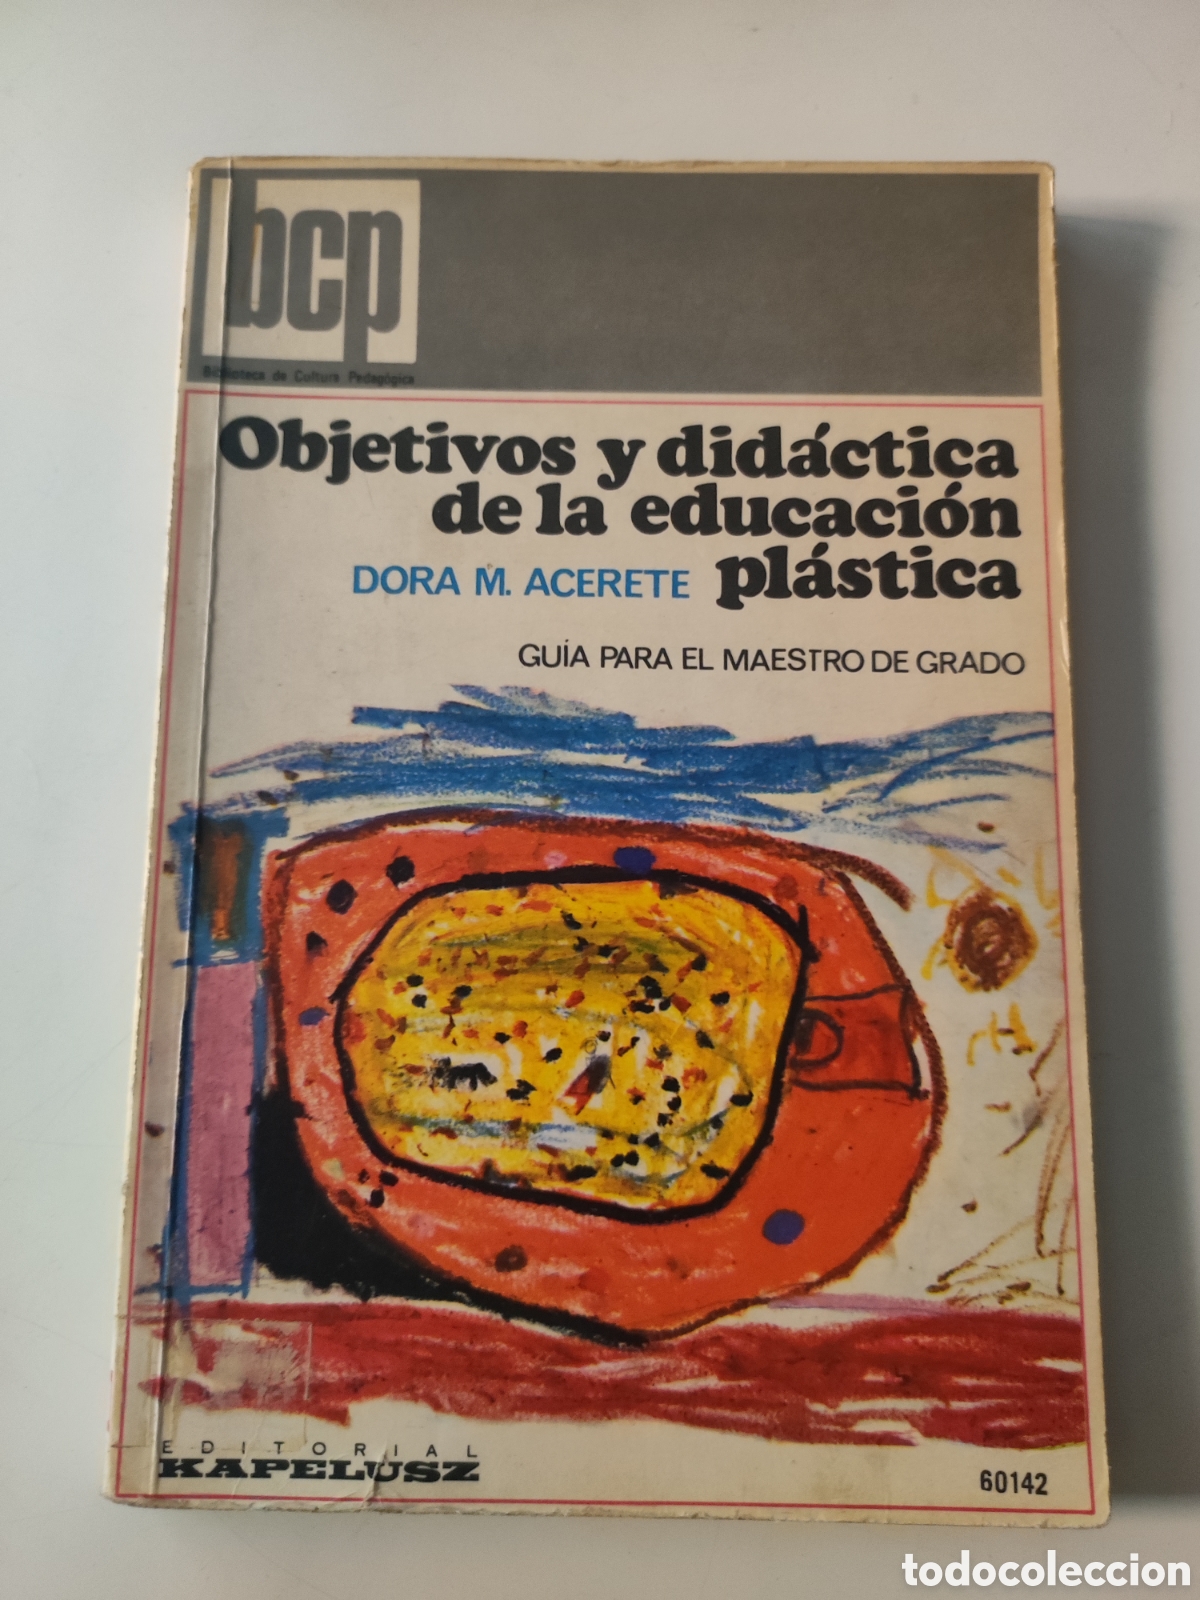 bcp
Biblioteca de Cultura Pedagógica
Objetivos y didáctica
de la educación
DORA M. ACERETE plástica
GUÍA PARA EL MAESTRO DE GRADO
EDITORIAL
KAPELUSZ
60142
todocoleccion